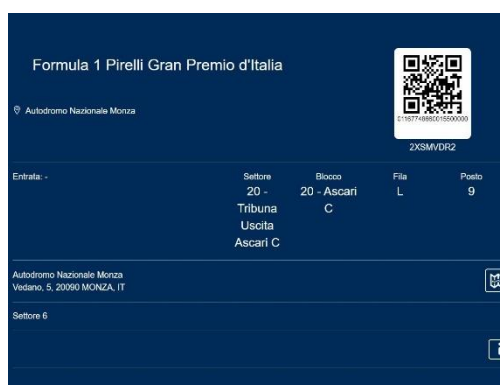 Formula 1 Pirelli Gran Premio d'Italia
Autodromo Nazionale Monza
2XSMVDR2
Entrata: -
Settore
20 -
Tribuna
Uscita
Ascari C
Blocco
20 - Ascari
C
Fila
L
Posto
9
Autodromo Nazionale Monza
Vedano, 5, 20090 MONZA, IT
Settore 6